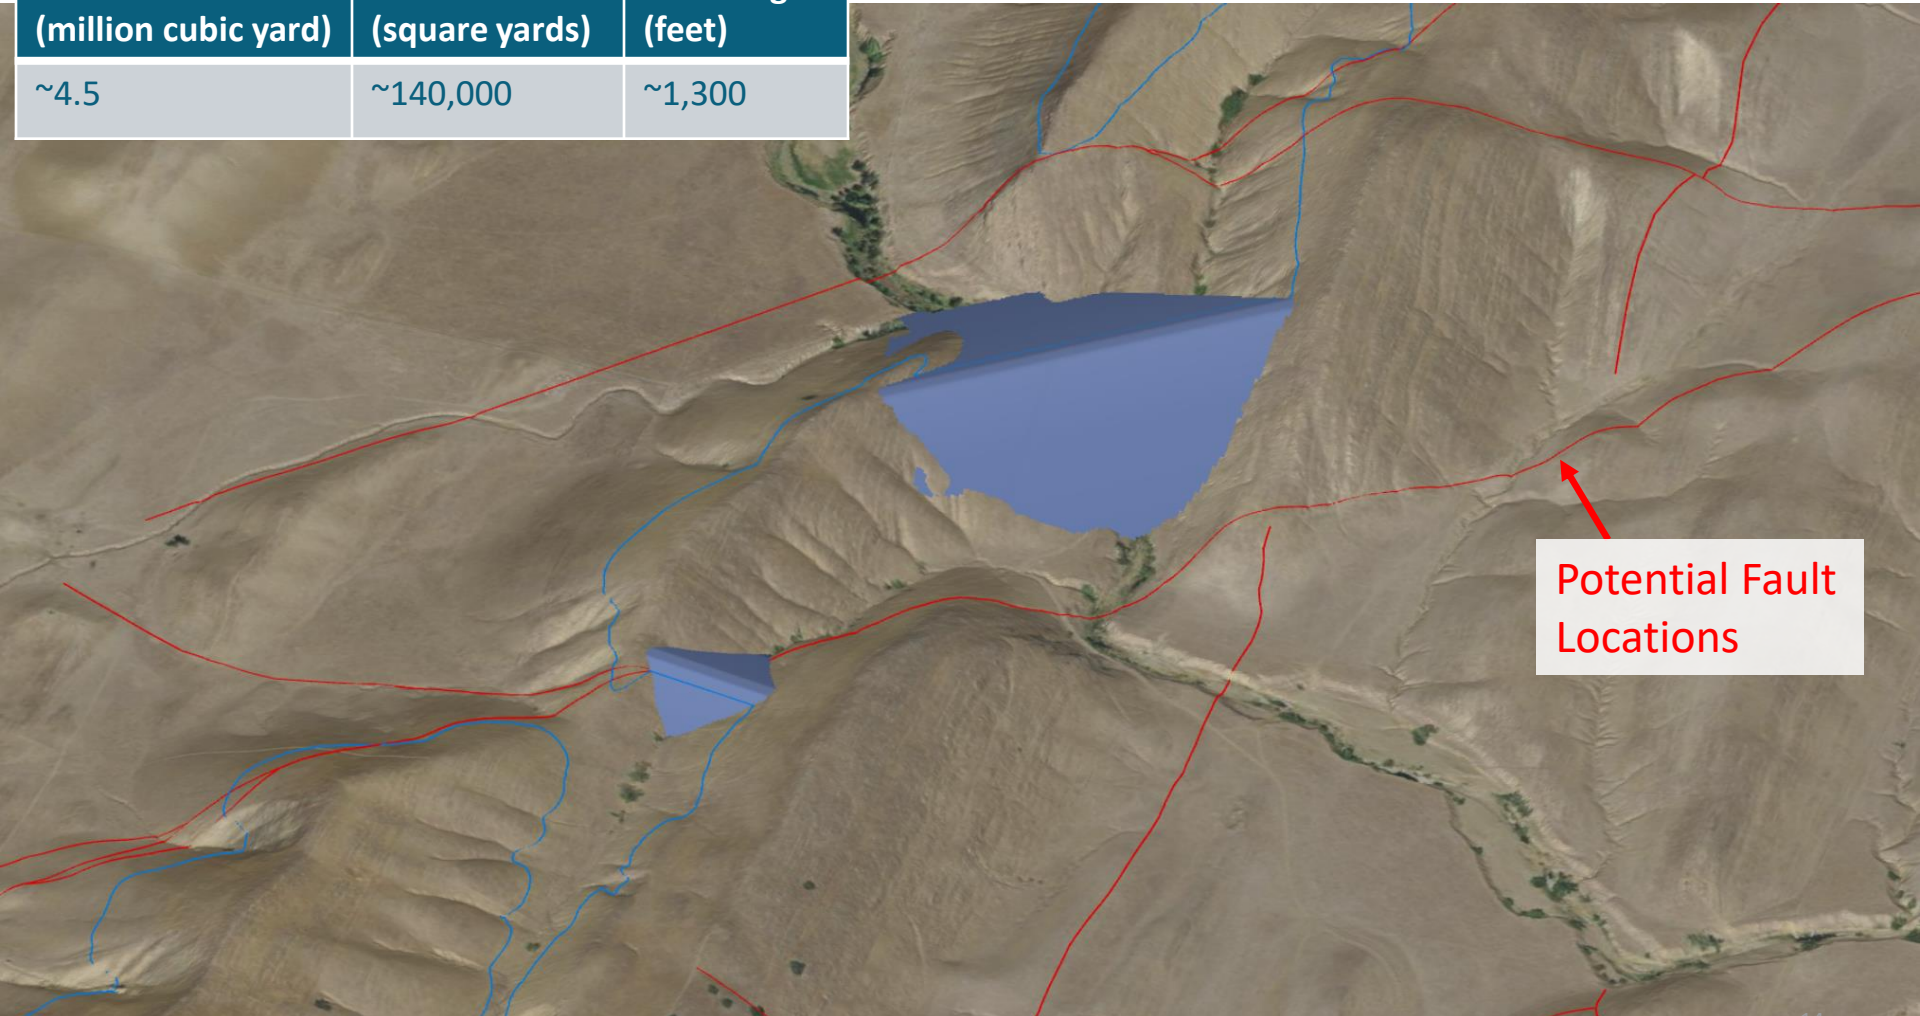 (million cubic yard) (square yards) (feet)
~4.5 ~140,000 ~1,300
Potential Fault
Locations